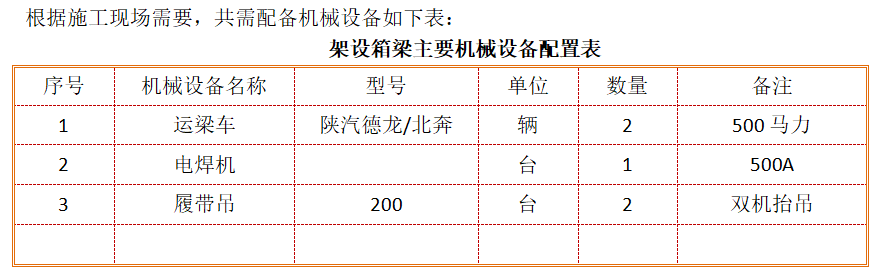 根据施工现场需要，共需配备机械设备如下表：
架设箱梁主要机械设备配置表
序号 机械设备名称 型号 单位 数量 备注
1 运梁车 陕汽德龙/北奔 辆 2 500 马力
2 电焊机 台 1 500A
3 履带吊 200 台 2 双机抬吊